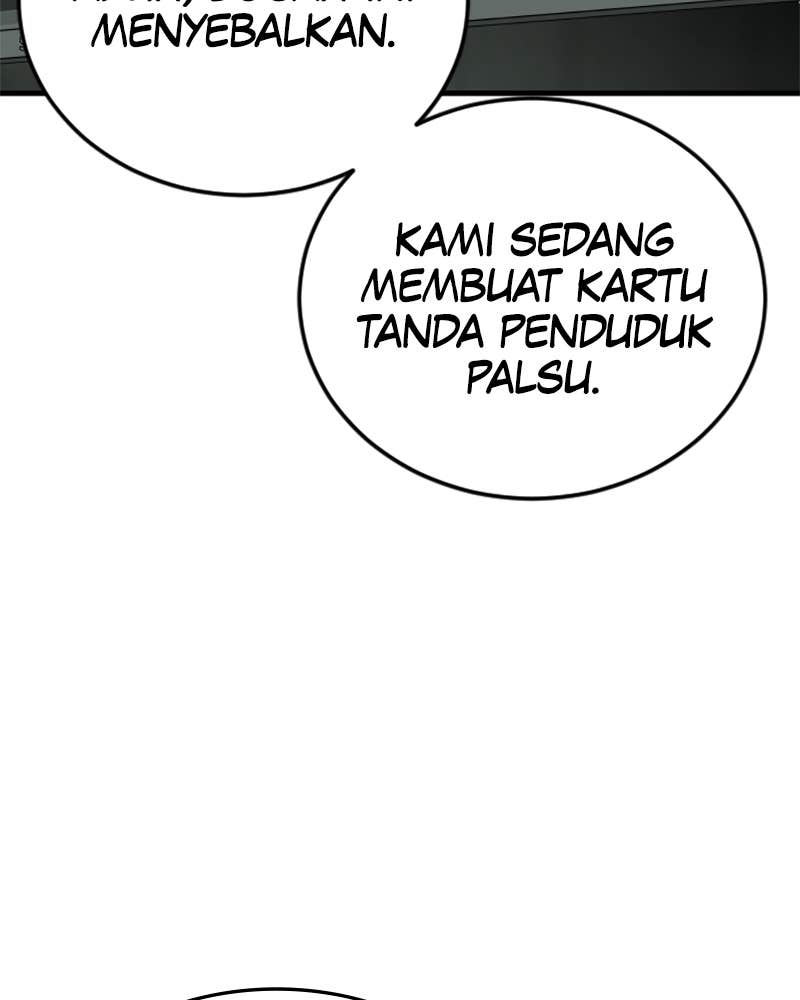 MENYEBALKAN.
KAMI SEDANG
MEMBUAT KARTU
TANDA PENDUDUK
PALSU.